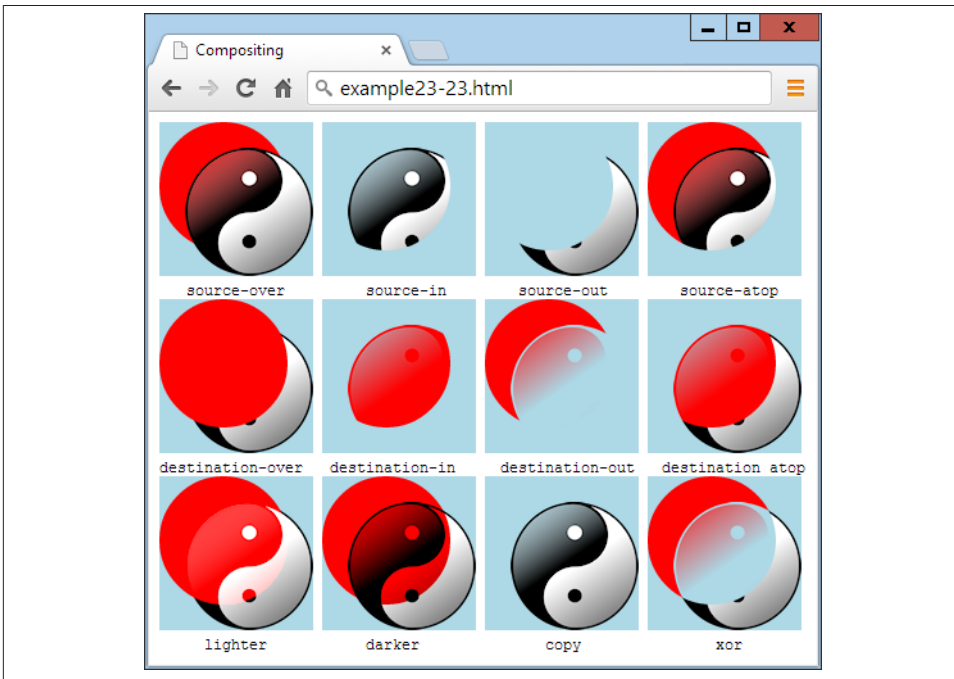 Compositing
example23-23.html
source-over source-in source-out source-atop
destination-over destination-in destination-out destination atop
lighter darker copy xor